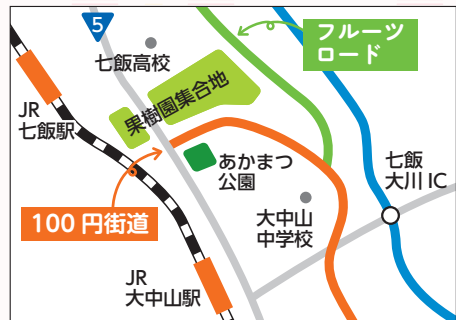 5
フルーツ
ロード
七飯高校
果樹園集合地
JR
七飯駅
あかまつ
公園
七飯
大川 IC
100 円街道
大中山
中学校
JR
大中山駅